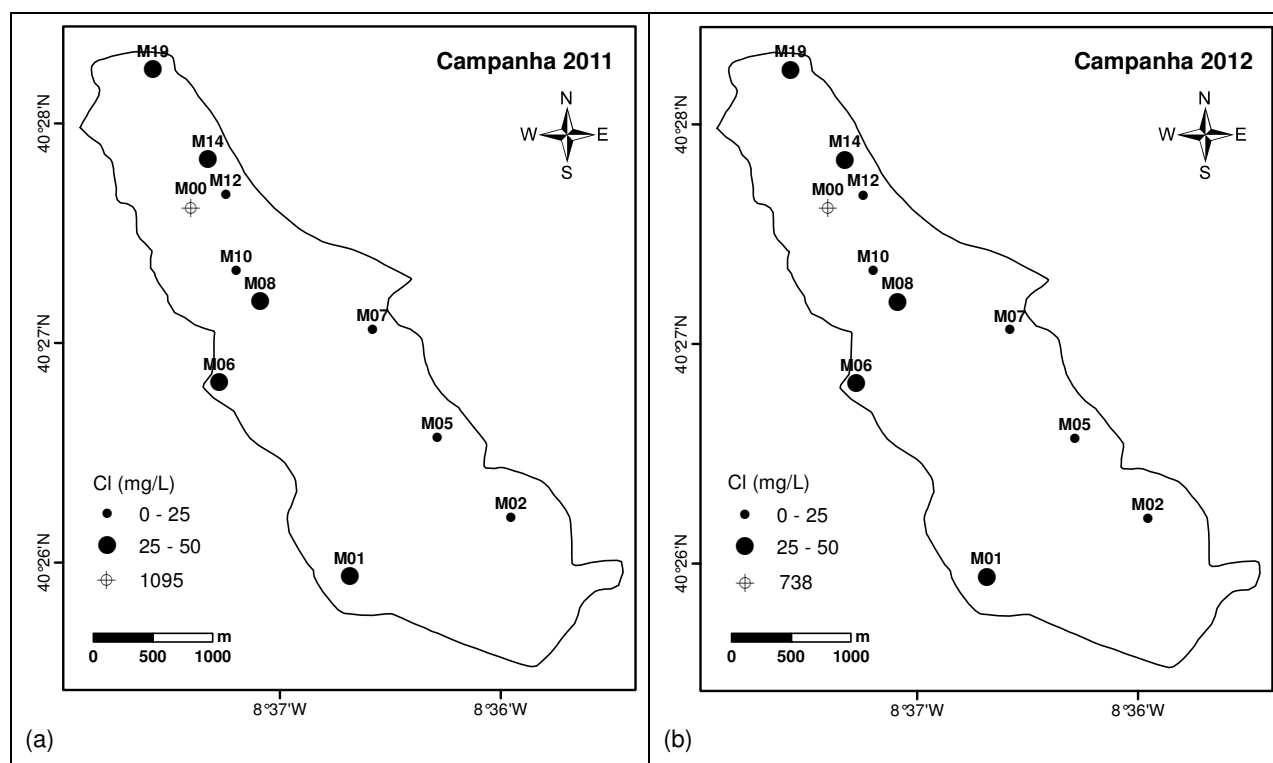 Campanha 2011
N
W E
S
M19
M14
M12
M00
M10
M08
M07
M06
M05
M02
M01
Cl (mg/L)
0 - 25
25 - 50
1095
m
0 500 1000
40°28'N
40°27'N
40°26'N
8°37'W 8°36'W
(a)
Campanha 2012
N
W E
S
M19
M14
M12
M00
M10
M08
M07
M06
M05
M02
M01
Cl (mg/L)
0 - 25
25 - 50
738
m
0 500 1000
40°28'N
40°27'N
40°26'N
8°37'W 8°36'W
(b)